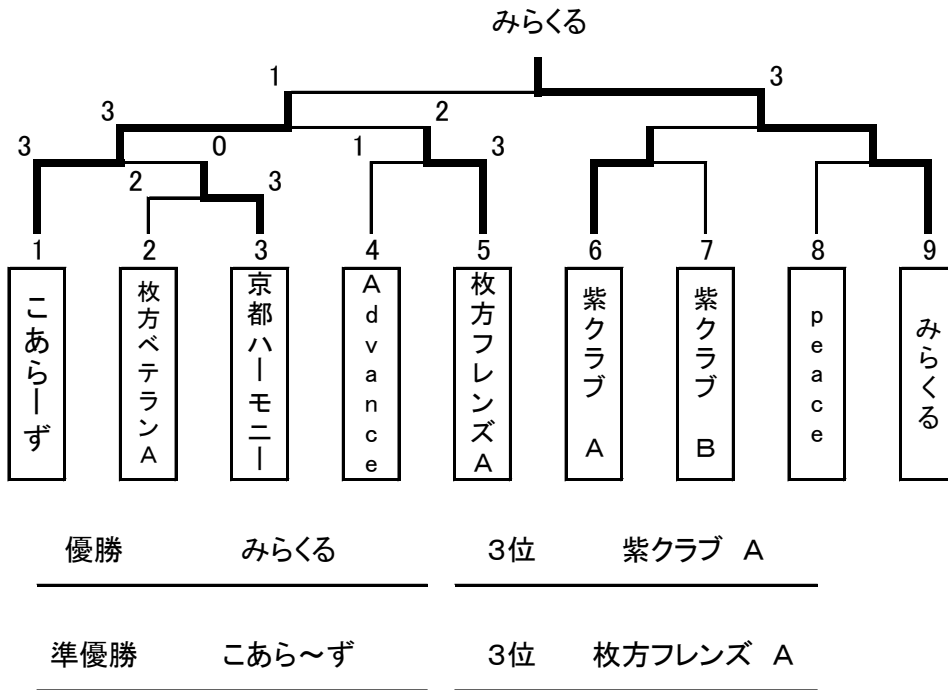 みらくる
1 3
3 2
3 0 1 3
2 3
1 2 3 4 5 6 7 8 9
こあらーず
枚方ベテランA
京都ハーモニー
Advance
枚方フレンズA
紫クラブ A
紫クラブ B
peace
みらくる
優勝 みらくる 3位 紫クラブ A
準優勝 こあら～ず 3位 枚方フレンズ A